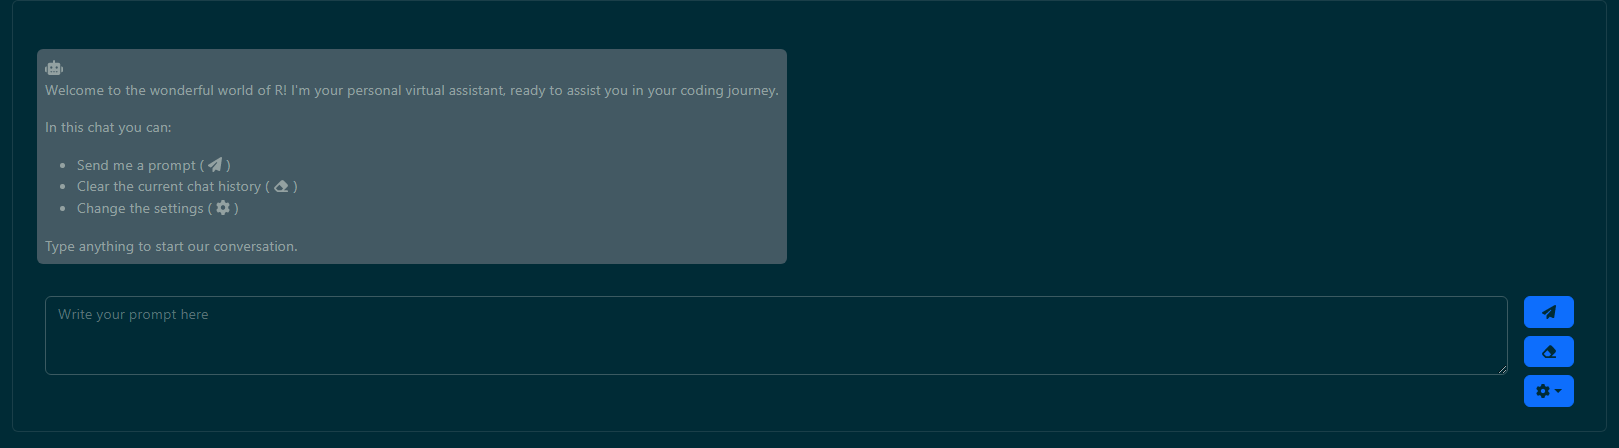 Welcome to the wonderful world of R! I'm your personal virtual assistant, ready to assist you in your coding journey.
In this chat you can:
• Send me a prompt ( )
• Clear the current chat history ( )
• Change the settings ( )
Type anything to start our conversation.
Write your prompt here